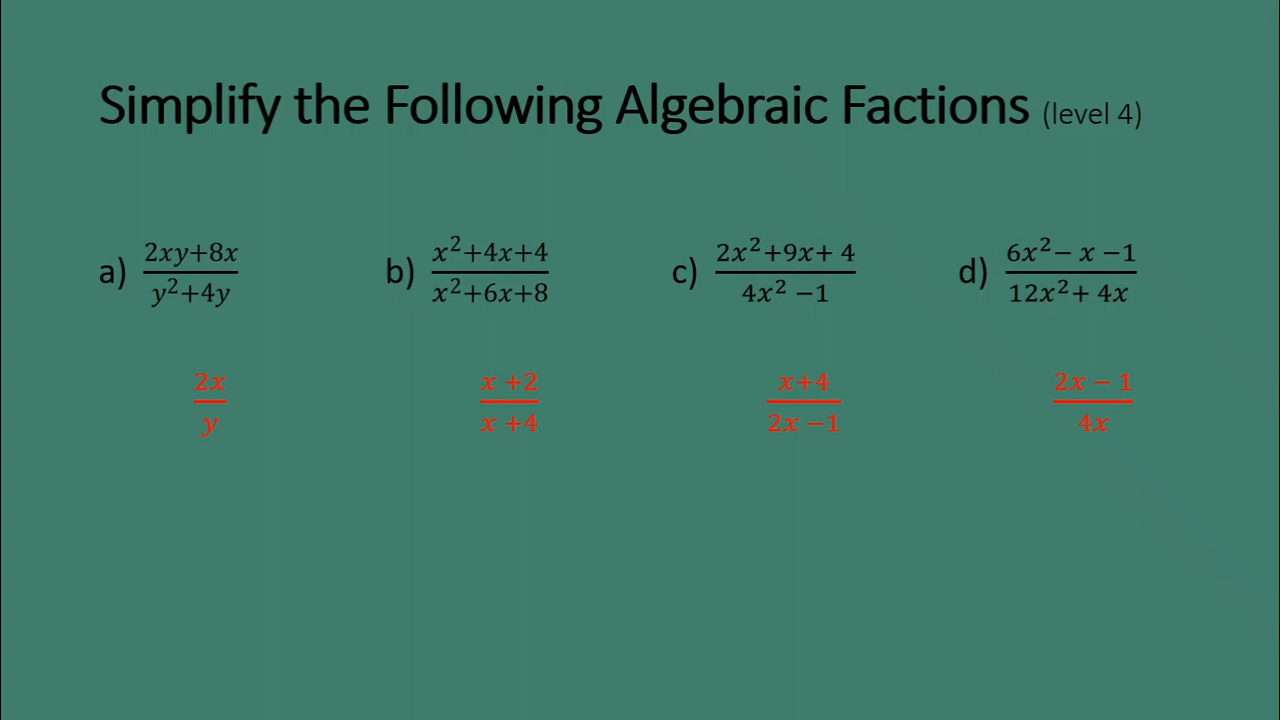 Simplify the Following Algebraic Factions (level 4)
a) 2xy+8x / y²+4y
b) x²+4x+4 / x²+6x+8
c) 2x²+9x+ 4 / 4x² −1
d) 6x²− x −1 / 12x²+ 4x
2x / y
x +2 / x +4
x+4 / 2x −1
2x − 1 / 4x